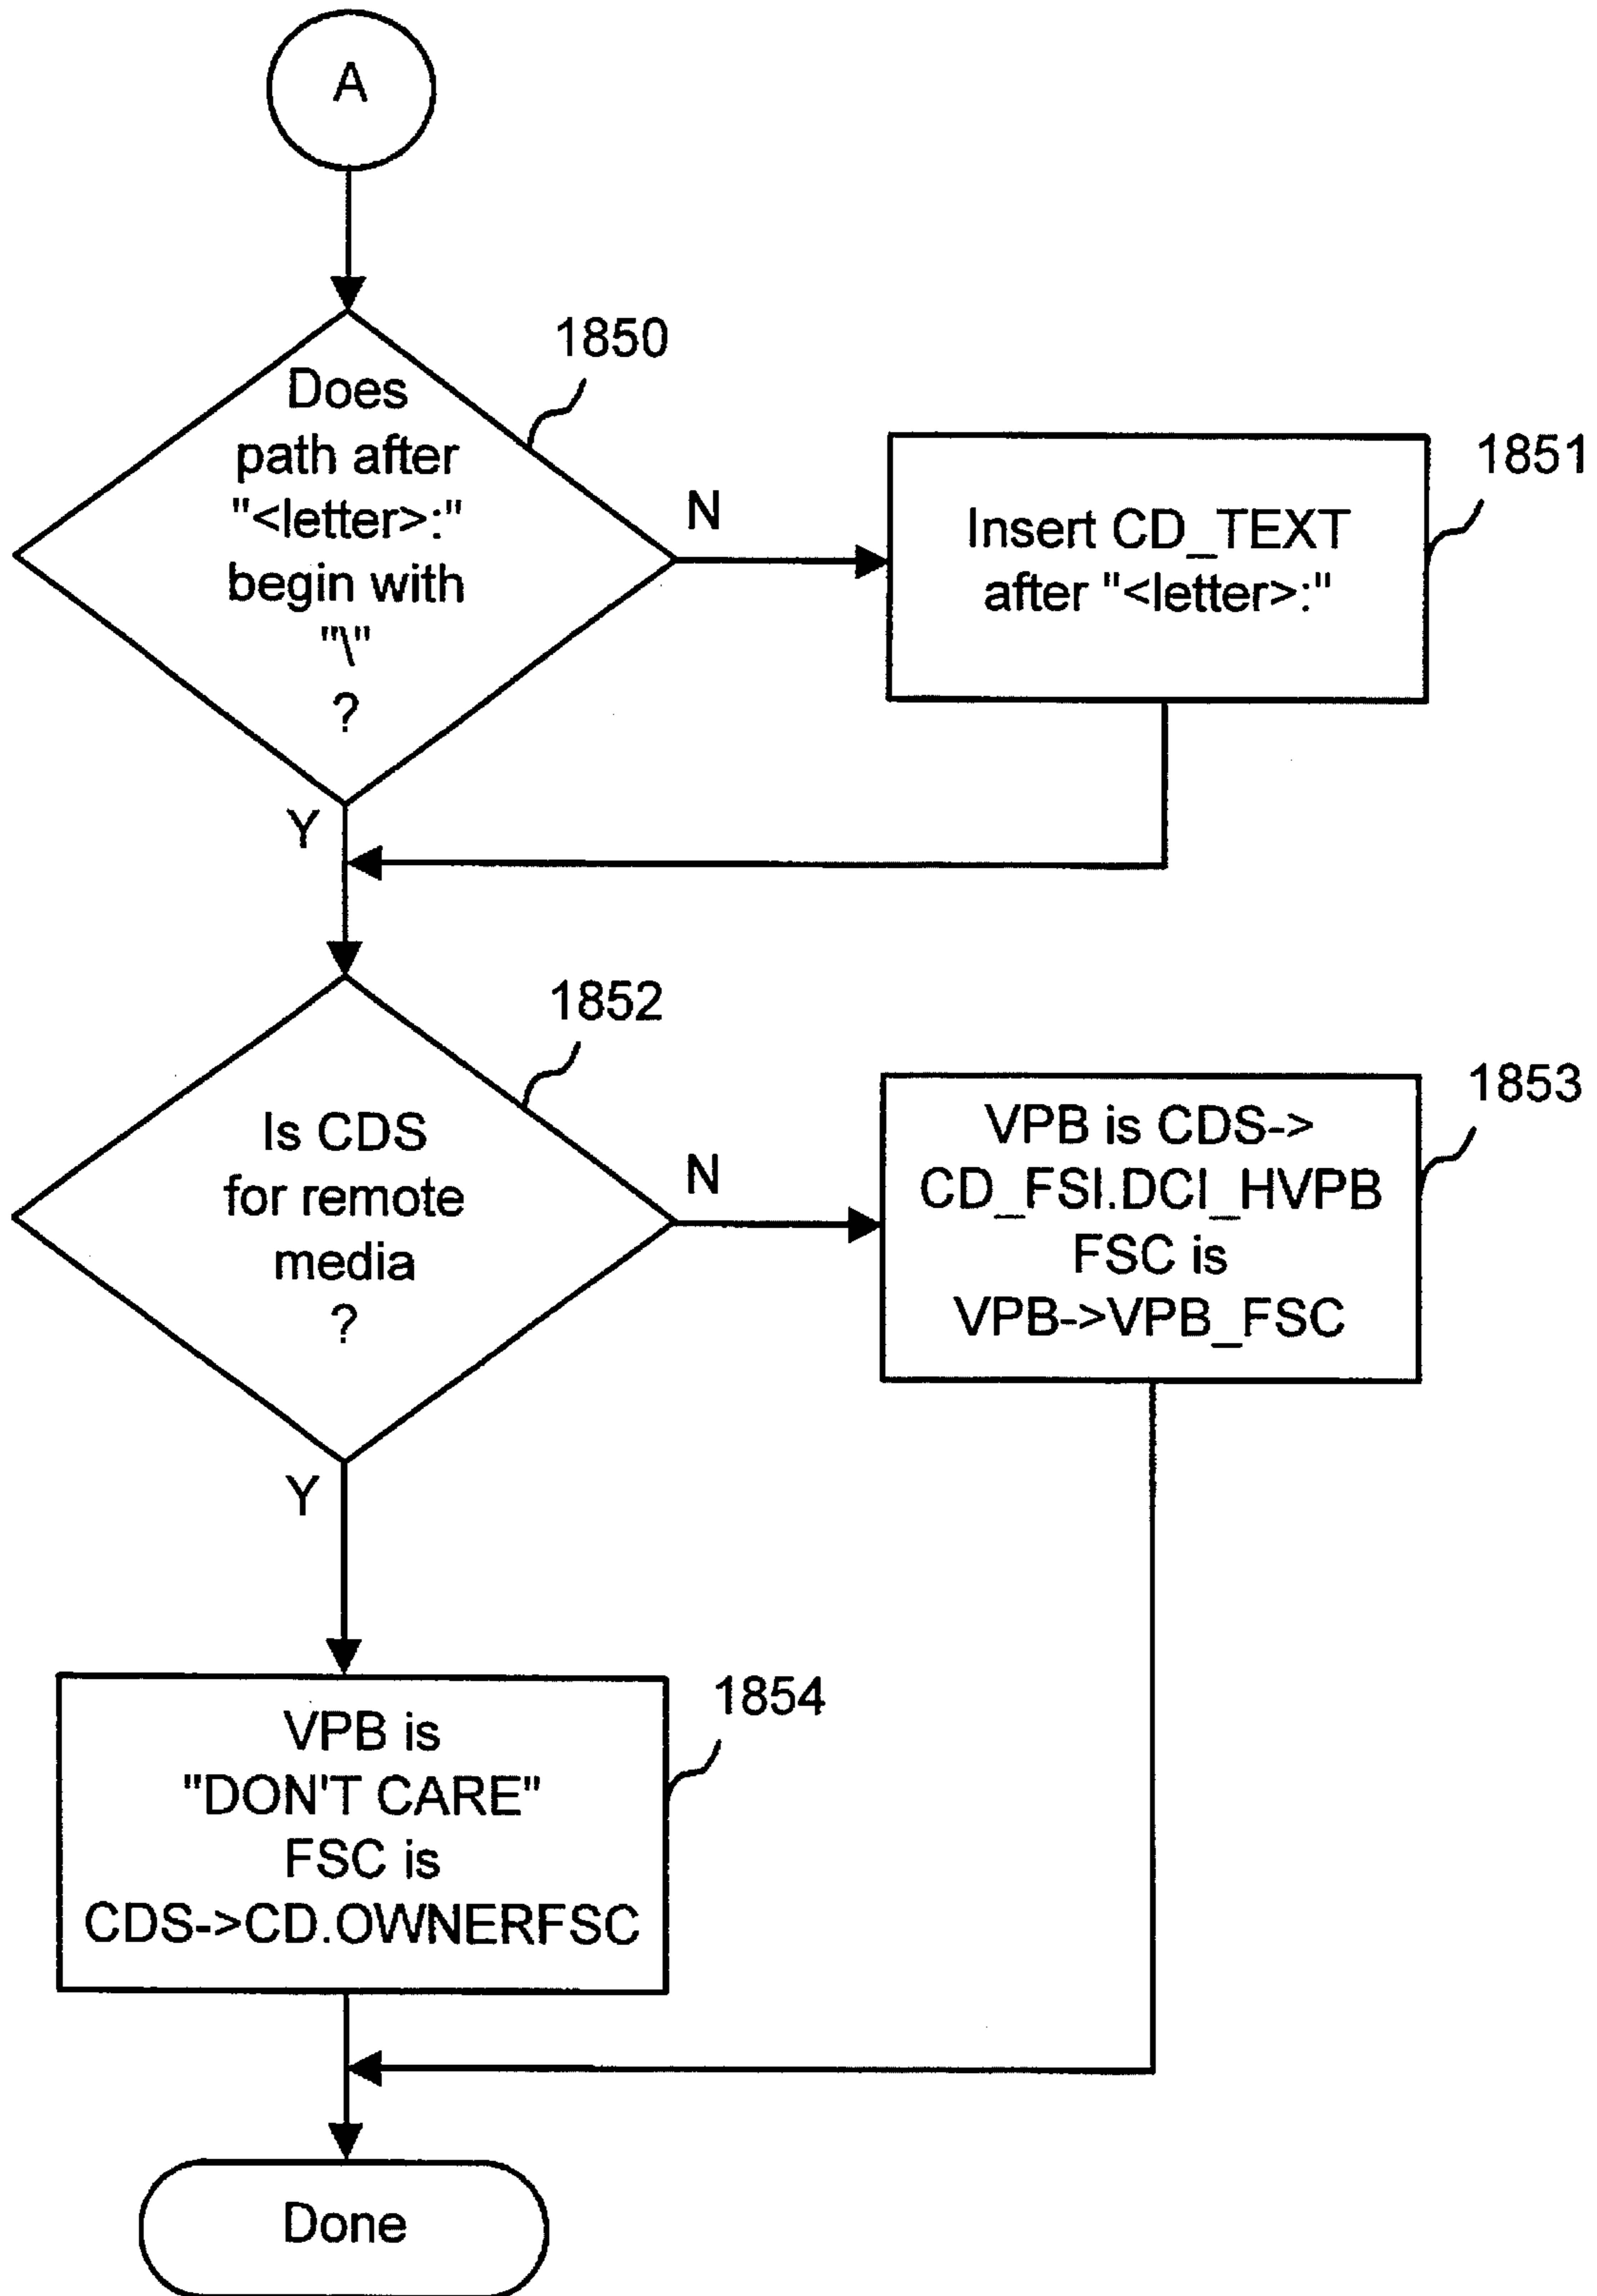 A
1850
Does
path after
"<letter>:"
begin with
"\"
?
N
1851
Insert CD_TEXT
after "<letter>:"
Y
1852
Is CDS
for remote
media
?
N
1853
VPB is CDS->
CD_FSI.DCI_HVPB
FSC is
VPB->VPB_FSC
Y
1854
VPB is
"DON'T CARE"
FSC is
CDS->CD.OWNERFSC
Done